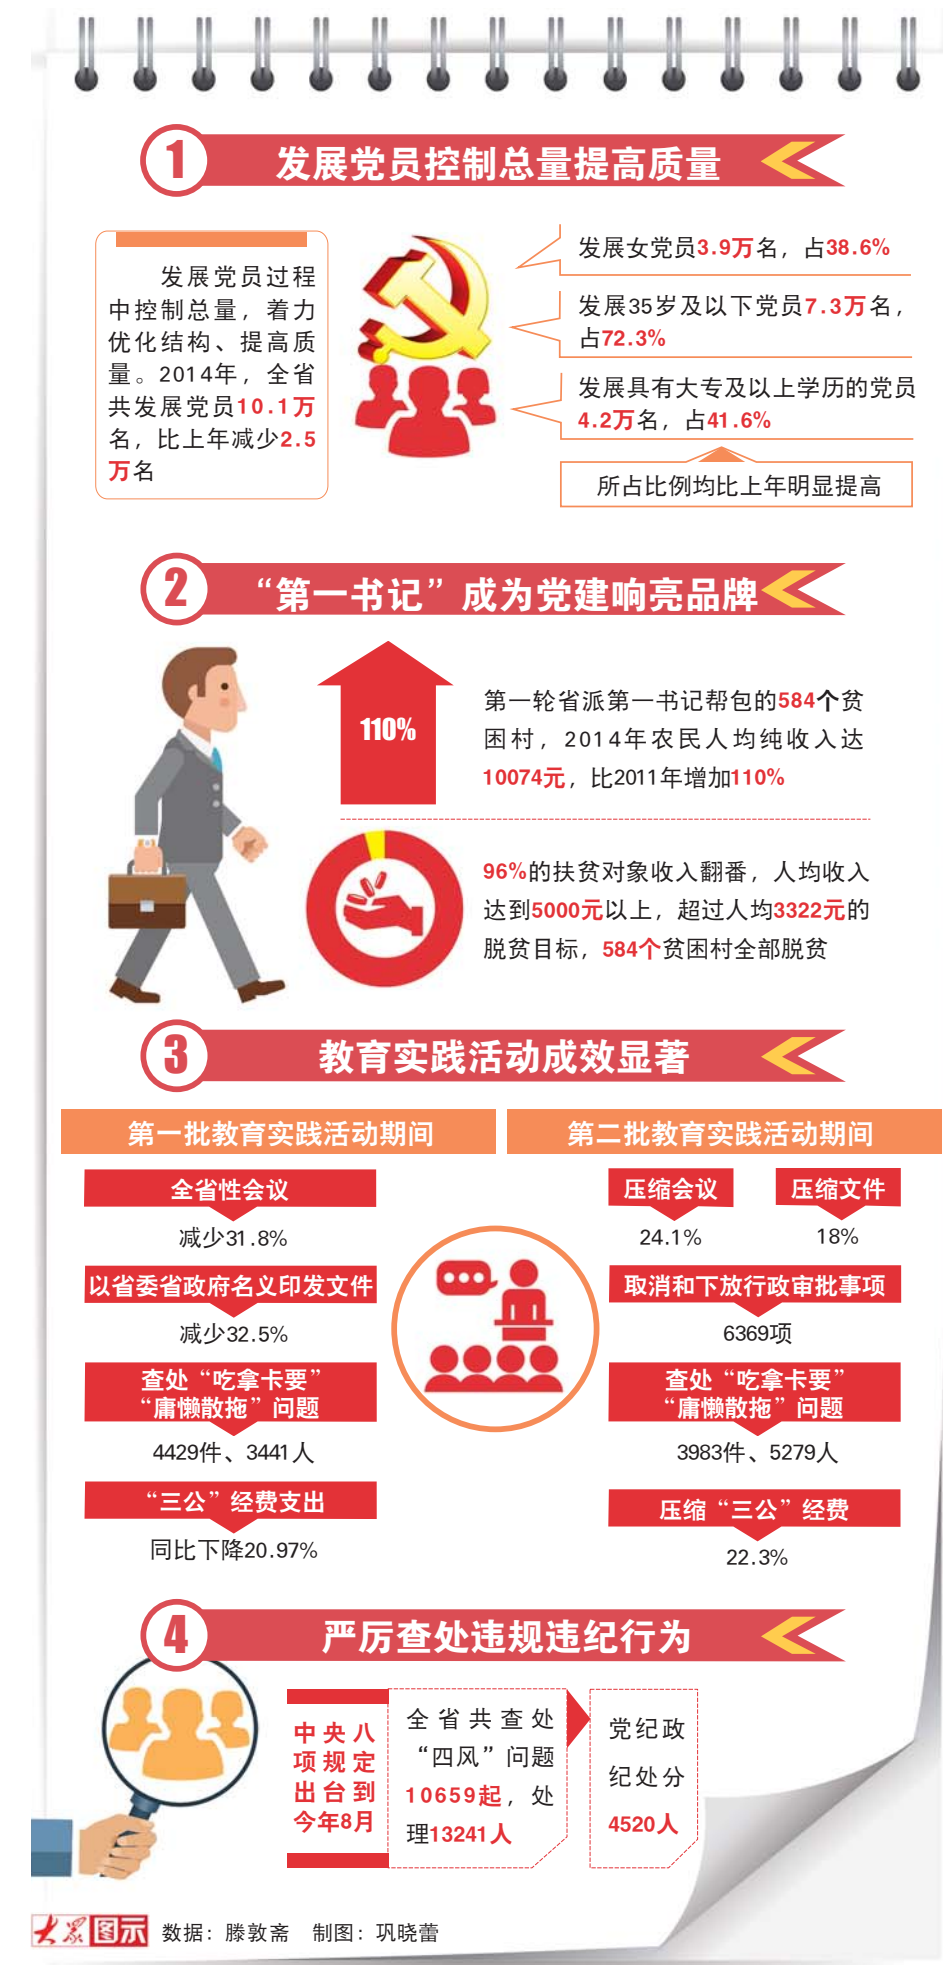 1
发展党员控制总量提高质量
发展党员过程
中控制总量，着力
优化结构、提高质
量。2014年，全省
共发展党员10.1万
名，比上年减少2.5
万名
发展女党员3.9万名，占38.6%
发展35岁及以下党员7.3万名，
占72.3%
发展具有大专及以上学历的党员
4.2万名，占41.6%
所占比例均比上年明显提高
2
“第一书记”成为党建响亮品牌
110%
第一轮省派第一书记帮包的584个贫
困村，2014年农民人均纯收入达
10074元，比2011年增加110%
96%的扶贫对象收入翻番，人均收入
达到5000元以上，超过人均3322元的
脱贫目标，584个贫困村全部脱贫
3
教育实践活动成效显著
第一批教育实践活动期间
全省性会议
减少31.8%
以省委省政府名义印发文件
减少32.5%
查处“吃拿卡要”
“庸懒散拖”问题
4429件、3441人
“三公”经费支出
同比下降20.97%
第二批教育实践活动期间
压缩会议
24.1%
压缩文件
18%
取消和下放行政审批事项
6369项
查处“吃拿卡要”
“庸懒散拖”问题
3983件、5279人
压缩“三公”经费
22.3%
4
严厉查处违规违纪行为
中央八
项规定
出台到
今年8月
全省共查处
“四风”问题
10659起，处
理13241人
党纪政
纪处分
4520人
大众图示
数据：滕敦斋 制图：巩晓蕾